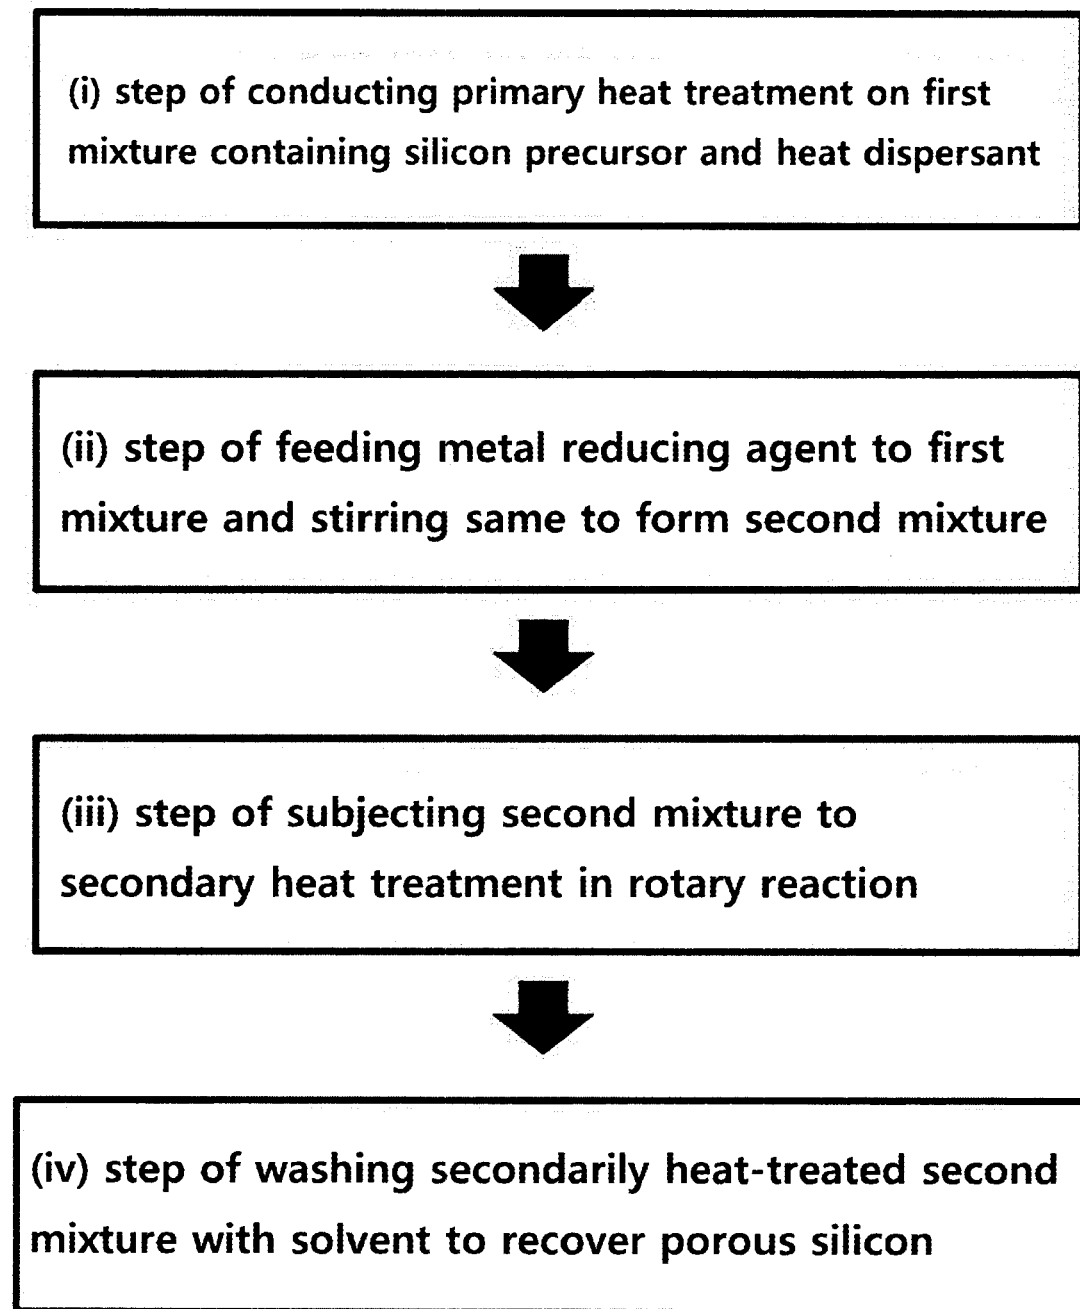 (i) step of conducting primary heat treatment on first
mixture containing silicon precursor and heat dispersant
(ii) step of feeding metal reducing agent to first
mixture and stirring same to form second mixture
(iii) step of subjecting second mixture to
secondary heat treatment in rotary reaction
(iv) step of washing secondarily heat-treated second
mixture with solvent to recover porous silicon